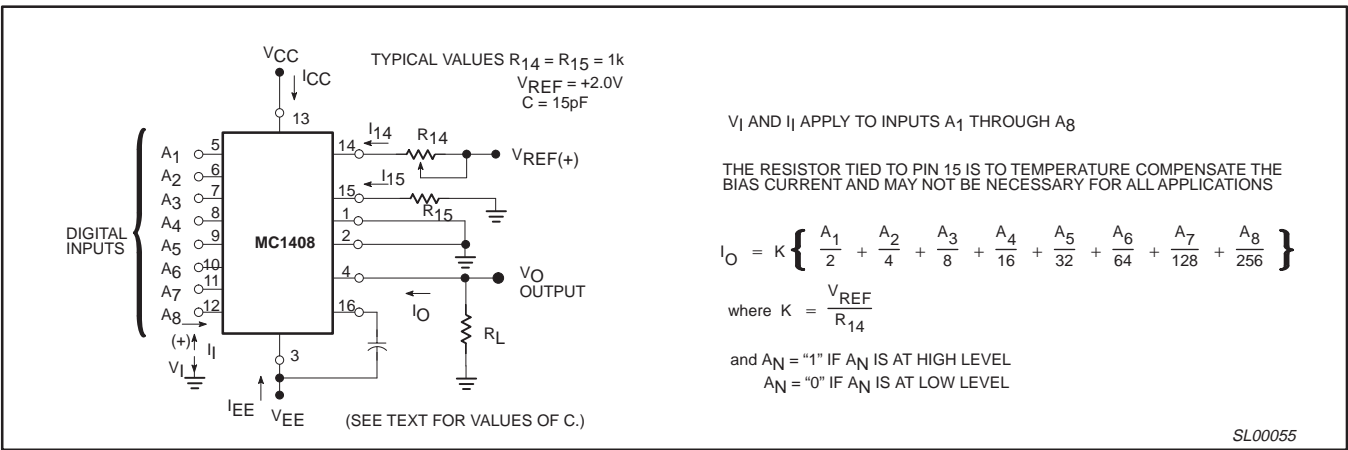 VCC
ICC
TYPICAL VALUES R14 = R15 = 1k
VREF = +2.0V
C = 15pF
13
DIGITAL
INPUTS
A1 5
A2 6
A3 7
A4 8
A5 9
A6 10
A7 11
A8 12
(+)
II
VI
MC1408
14
I14
R14
VREF(+)
15
I15
R15
1
2
4
VO
OUTPUT
IO
16
RL
3
IEE
VEE
(SEE TEXT FOR VALUES OF C.)
VI AND II APPLY TO INPUTS A1 THROUGH A8
THE RESISTOR TIED TO PIN 15 IS TO TEMPERATURE COMPENSATE THE
BIAS CURRENT AND MAY NOT BE NECESSARY FOR ALL APPLICATIONS
IO = K { A1/2 + A2/4 + A3/8 + A4/16 + A5/32 + A6/64 + A7/128 + A8/256 }
where K = VREF/R14
and AN = “1” IF AN IS AT HIGH LEVEL
AN = “0” IF AN IS AT LOW LEVEL
SL00055